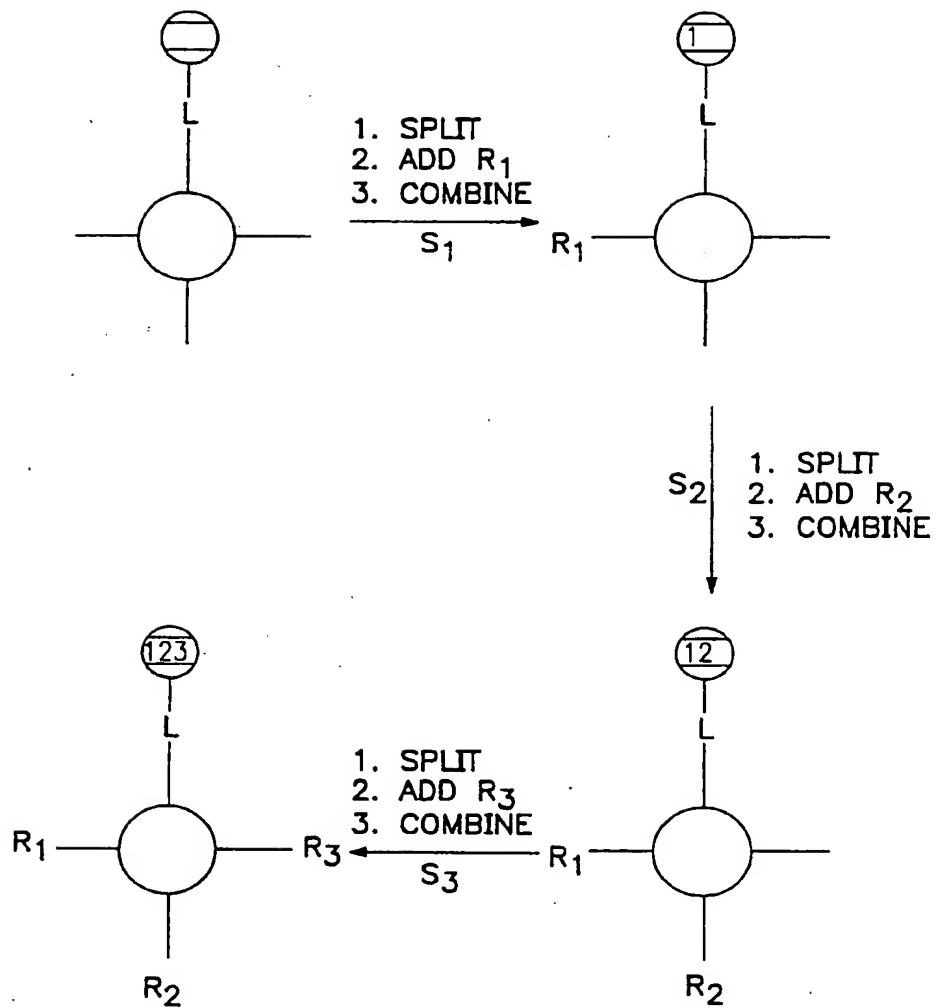 1
L
L
1. SPLIT
2. ADD R1
3. COMBINE
S1
R1
S2
1. SPLIT
2. ADD R2
3. COMBINE
123
12
L
L
1. SPLIT
2. ADD R3
3. COMBINE
R1
R3
S3
R1
R2
R2